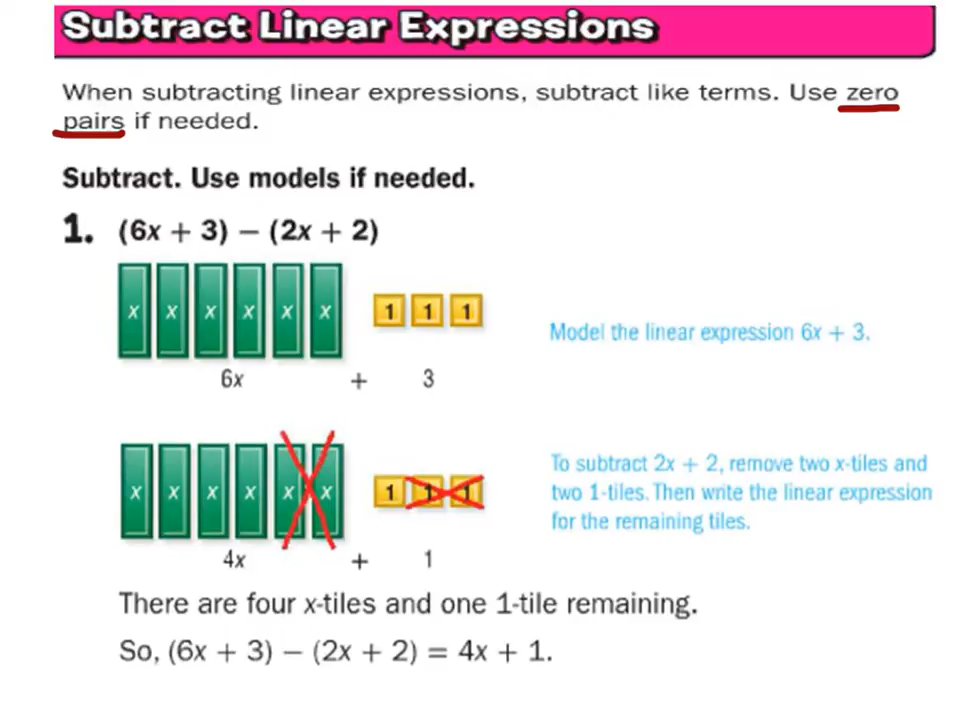 Subtract Linear Expressions
When subtracting linear expressions, subtract like terms. Use zero
pairs if needed.
Subtract. Use models if needed.
1. (6x + 3) − (2x + 2)
x x x x x x 1 1 1
Model the linear expression 6x + 3.
6x + 3
x x x x x x 1 1 1
To subtract 2x + 2, remove two x-tiles and
two 1-tiles. Then write the linear expression
for the remaining tiles.
4x + 1
There are four x-tiles and one 1-tile remaining.
So, (6x + 3) − (2x + 2) = 4x + 1.